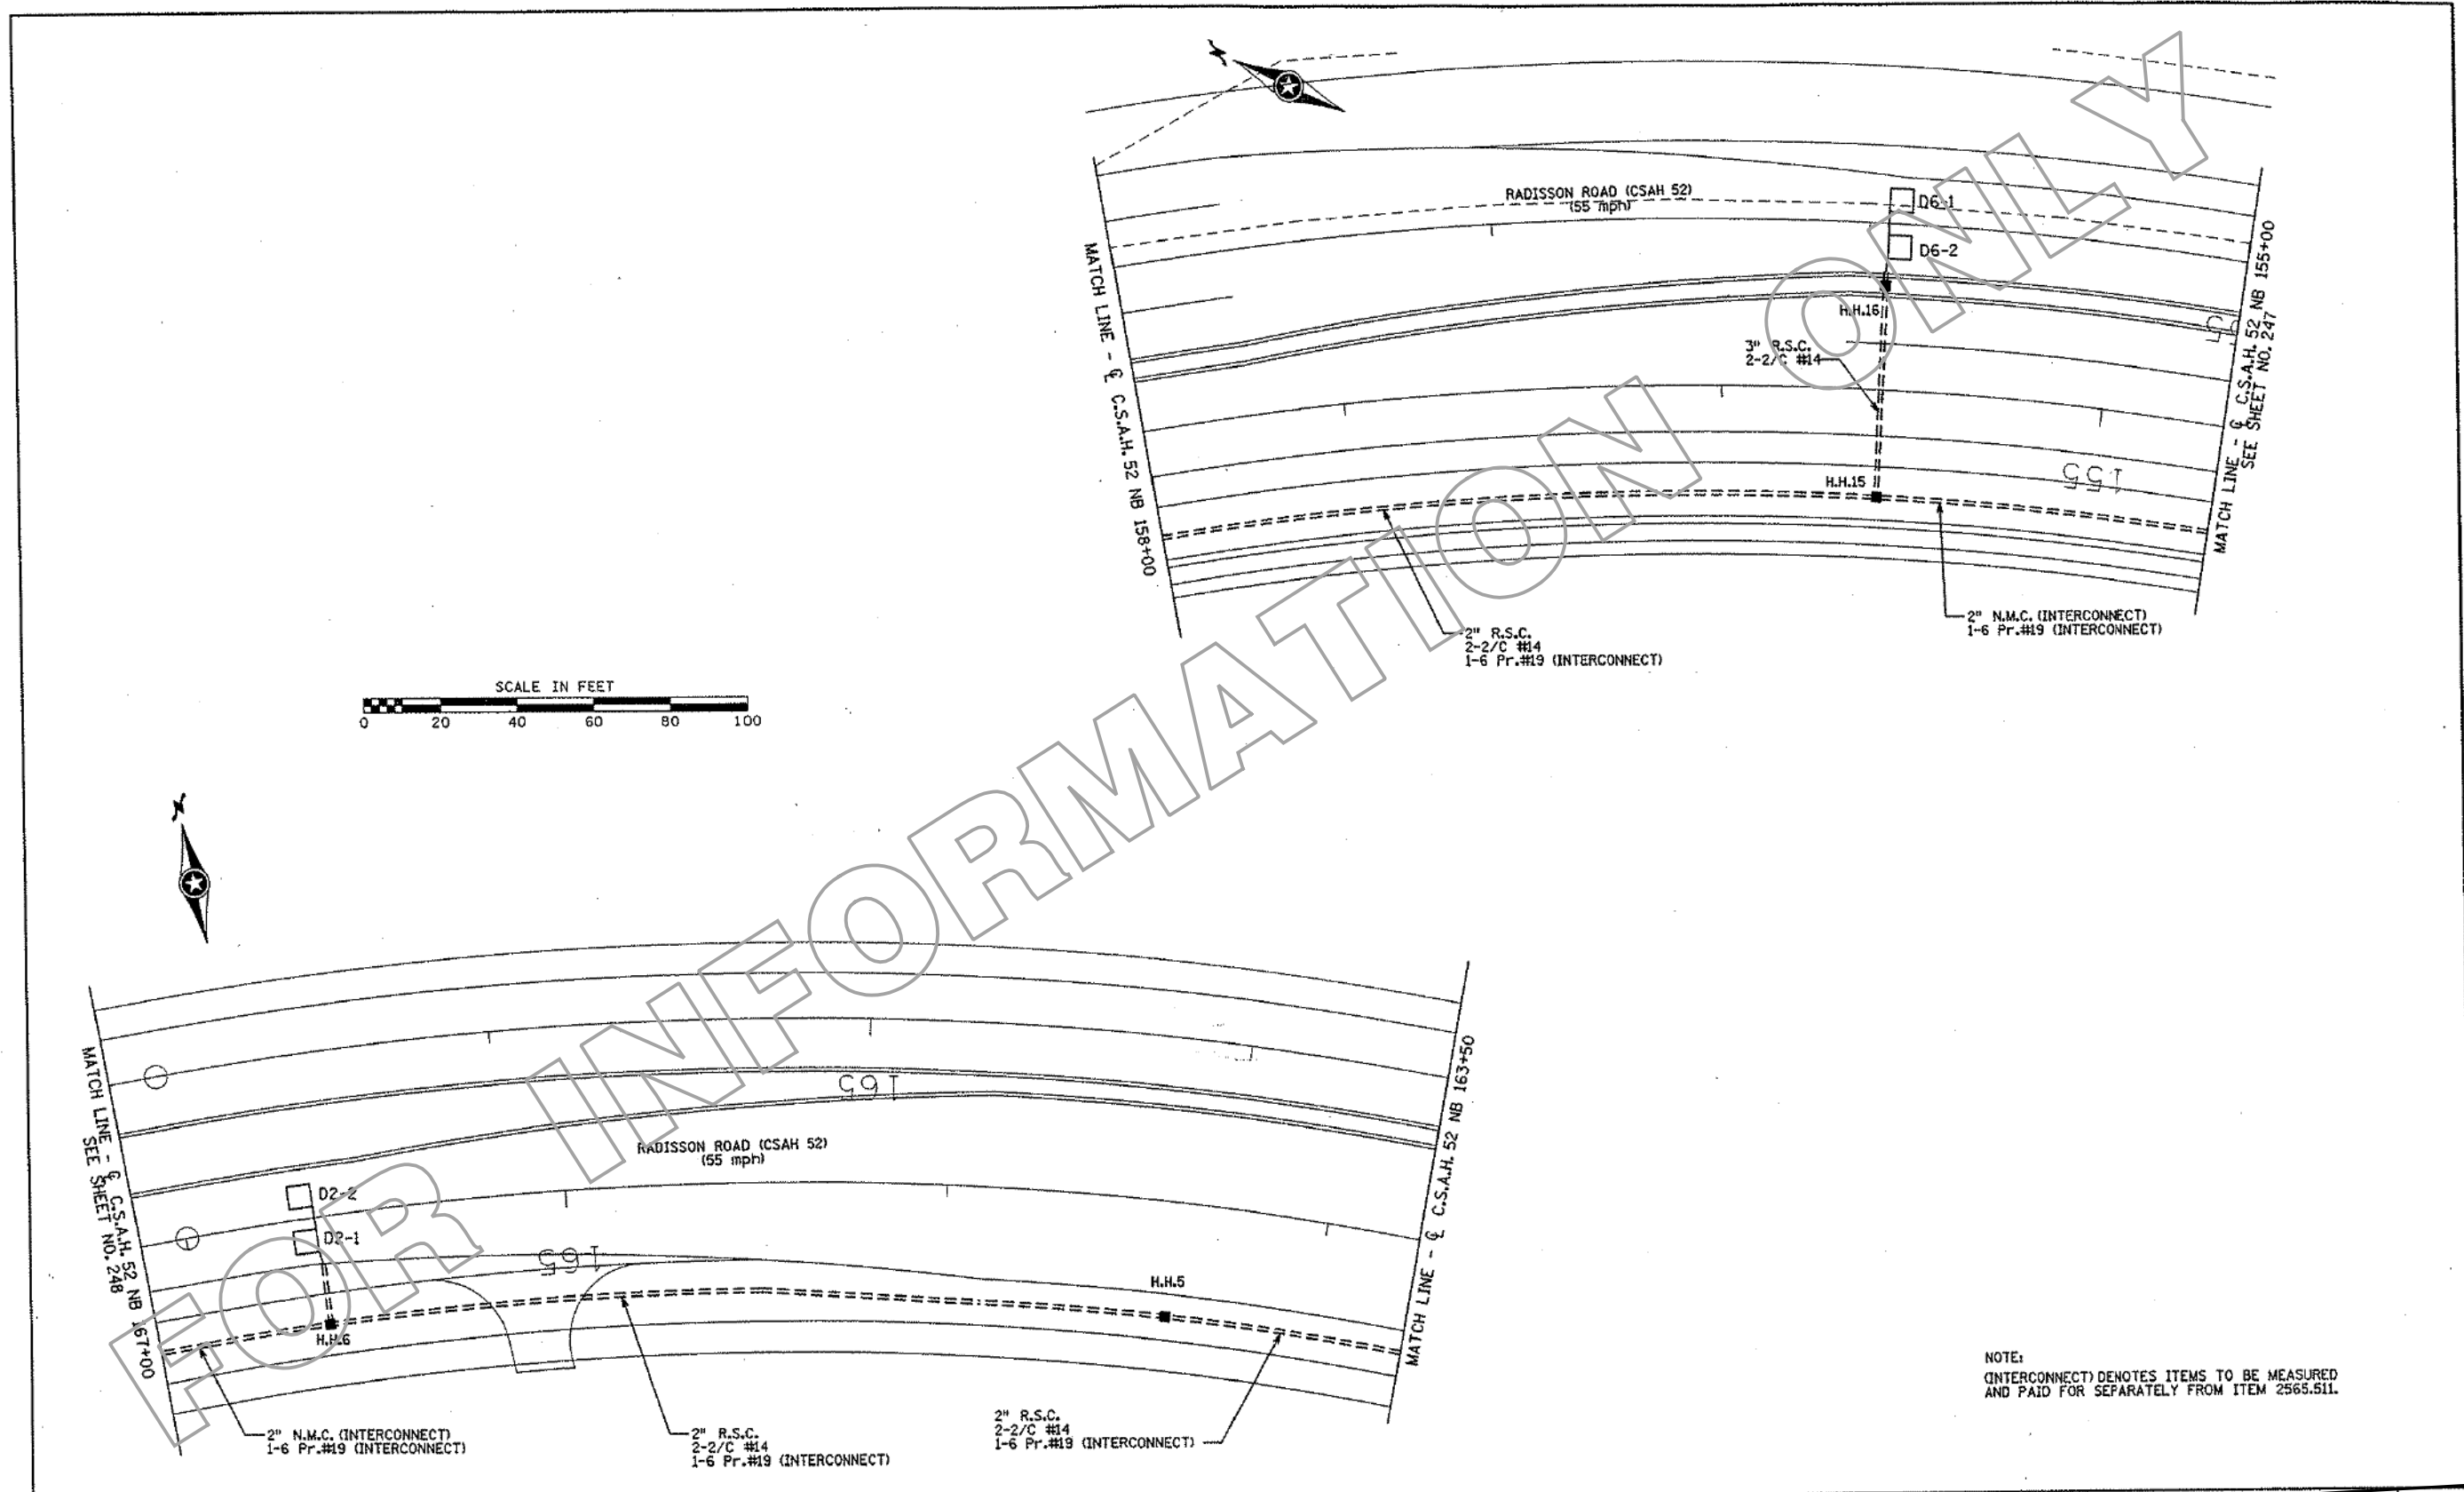 RADISSON ROAD (CSAH 52)
(55 mph)
D6-1
D6-2
H.H.16
3" R.S.C.
2-2/C #14
H.H.15
155
MATCH LINE - ℄ C.S.A.H. 52 NB 158+00
MATCH LINE - ℄ C.S.A.H. 52 NB 155+00
SEE SHEET NO. 247
2" R.S.C.
2-2/C #14
1-6 Pr.#19 (INTERCONNECT)
2" N.M.C. (INTERCONNECT)
1-6 Pr.#19 (INTERCONNECT)
SCALE IN FEET
0 20 40 60 80 100
FOR INFORMATION ONLY
165
RADISSON ROAD (CSAH 52)
(55 mph)
D2-2
D2-1
165
H.H.5
H.H.6
MATCH LINE - ℄ C.S.A.H. 52 NB 167+00
SEE SHEET NO. 248
MATCH LINE - ℄ C.S.A.H. 52 NB 163+50
2" N.M.C. (INTERCONNECT)
1-6 Pr.#19 (INTERCONNECT)
2" R.S.C.
2-2/C #14
1-6 Pr.#19 (INTERCONNECT)
2" R.S.C.
2-2/C #14
1-6 Pr.#19 (INTERCONNECT)
NOTE:
(INTERCONNECT) DENOTES ITEMS TO BE MEASURED
AND PAID FOR SEPARATELY FROM ITEM 2565.511.